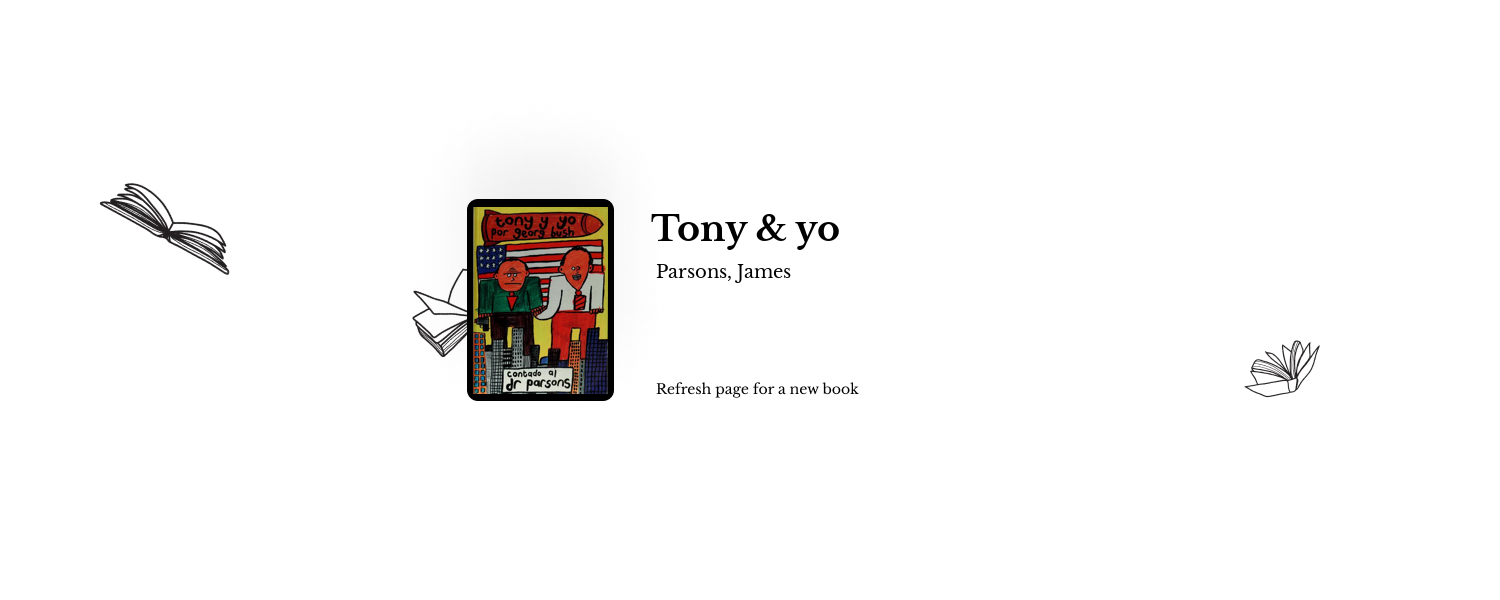 tony y yo
por georg bush
contado al
dr parsons
Tony & yo
Parsons, James
Refresh page for a new book